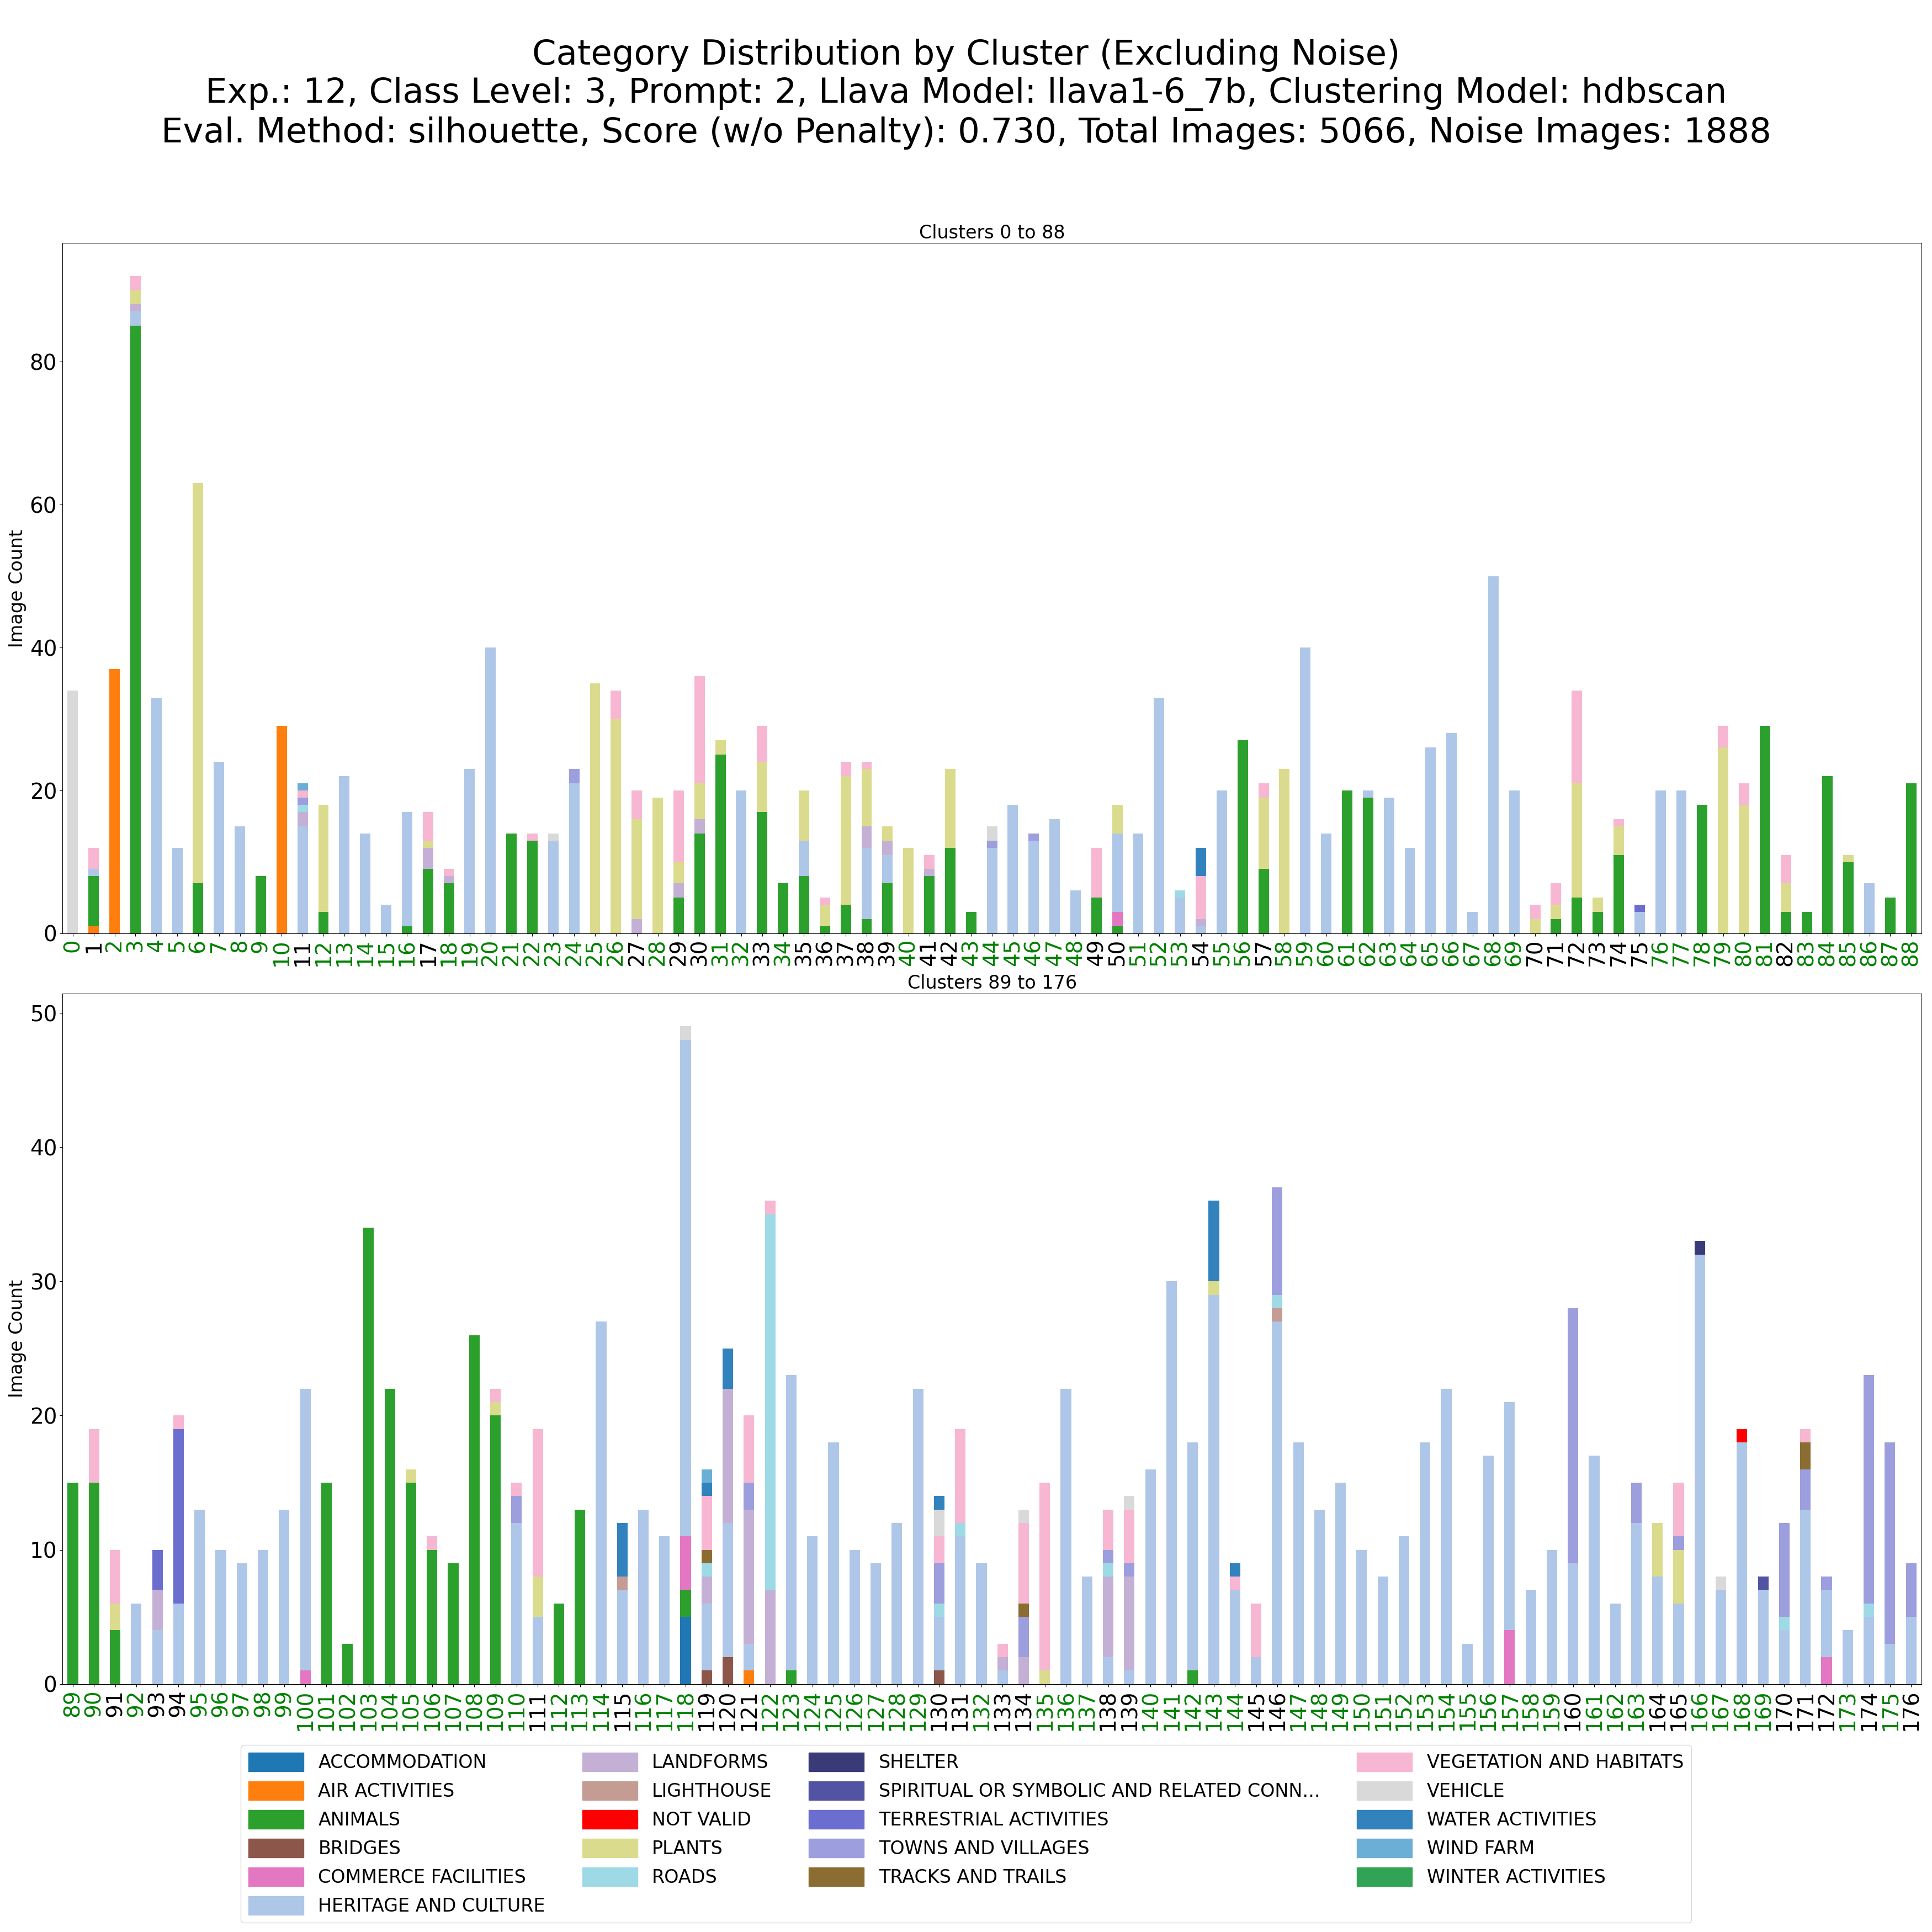 Category Distribution by Cluster (Excluding Noise)
Exp.: 12, Class Level: 3, Prompt: 2, Llava Model: llava1-6_7b, Clustering Model: hdbscan
Eval. Method: silhouette, Score (w/o Penalty): 0.730, Total Images: 5066, Noise Images: 1888
Clusters 0 to 88
80
60
40
20
0
Image Count
0 1 2 3 4 5 6 7 8 9 10 11 12 13 14 15 16 17 18 19 20 21 22 23 24 25 26 27 28 29 30 31 32 33 34 35 36 37 38 39 40 41 42 43 44 45 46 47 48 49 50 51 52 53 54 55 56 57 58 59 60 61 62 63 64 65 66 67 68 69 70 71 72 73 74 75 76 77 78 79 80 81 82 83 84 85 86 87 88
Clusters 89 to 176
50
40
30
20
10
0
Image Count
89 90 91 92 93 94 95 96 97 98 99 100 101 102 103 104 105 106 107 108 109 110 111 112 113 114 115 116 117 118 119 120 121 122 123 124 125 126 127 128 129 130 131 132 133 134 135 136 137 138 139 140 141 142 143 144 145 146 147 148 149 150 151 152 153 154 155 156 157 158 159 160 161 162 163 164 165 166 167 168 169 170 171 172 173 174 175 176
ACCOMMODATION
AIR ACTIVITIES
ANIMALS
BRIDGES
COMMERCE FACILITIES
HERITAGE AND CULTURE
LANDFORMS
LIGHTHOUSE
NOT VALID
PLANTS
ROADS
SHELTER
SPIRITUAL OR SYMBOLIC AND RELATED CONN...
TERRESTRIAL ACTIVITIES
TOWNS AND VILLAGES
TRACKS AND TRAILS
VEGETATION AND HABITATS
VEHICLE
WATER ACTIVITIES
WIND FARM
WINTER ACTIVITIES